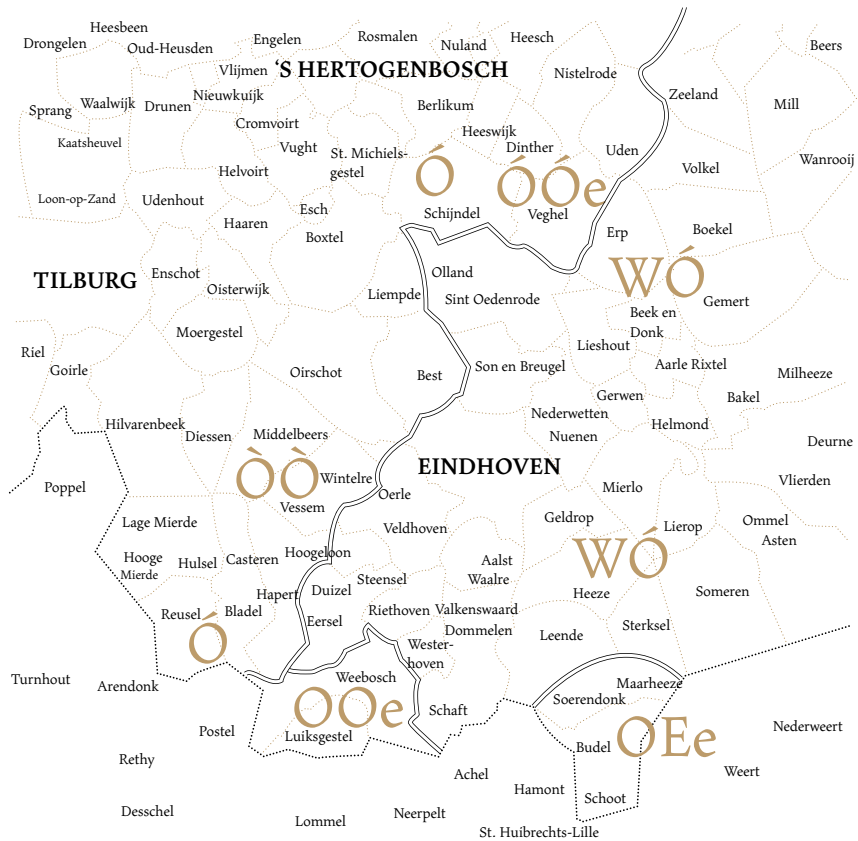 Heesbeen
Drongelen
Oud-Heusden
Engelen
Rosmalen
Nuland
Heesch
Beers
Vlijmen
'S HERTOGENBOSCH
Nistelrode
Sprang
Waalwijk
Drunen
Nieuwkuijk
Berlikum
Zeeland
Mill
Kaatsheuvel
Cromvoirt
Heeswijk
Vught
St. Michiels-
gestel
Dinther
Uden
Wanrooij
Helvoirt
Volkel
Loon-op-Zand
Udenhout
Ó
ÓÓe
Haaren
Esch
Schijndel
Veghel
Boxtel
Erp
Boekel
TILBURG
Enschot
Oisterwijk
Olland
WÓ
Liempde
Sint Oedenrode
Gemert
Moergestel
Beek en
Donk
Riel
Goirle
Lieshout
Oirschot
Best
Son en Breugel
Aarle Rixtel
Milheeze
Gerwen
Bakel
Hilvarenbeek
Diessen
Middelbeers
Nederwetten
Nuenen
Helmond
Deurne
ÒÒ
Wintelre
EINDHOVEN
Poppel
Vessem
Oerle
Mierlo
Vlierden
Lage Mierde
Veldhoven
Geldrop
Lierop
Ommel
Asten
Hooge
Mierde
Hulsel
Casteren
Hoogeloon
Aalst
Waalre
WÓ
Steensel
Hapert
Duizel
Heeze
Someren
Reusel
Bladel
Ó
Eersel
Riethoven
Valkenswaard
Dommelen
Leende
Sterksel
Wester-
hoven
Turnhout
Arendonk
Weebosch
Maarheeze
Soerendonk
OOe
Schaft
Postel
Luiksgestel
Budel
OEe
Nederweert
Rethy
Achel
Weert
Hamont
Schoot
Desschel
Lommel
Neerpelt
St. Huibrechts-Lille